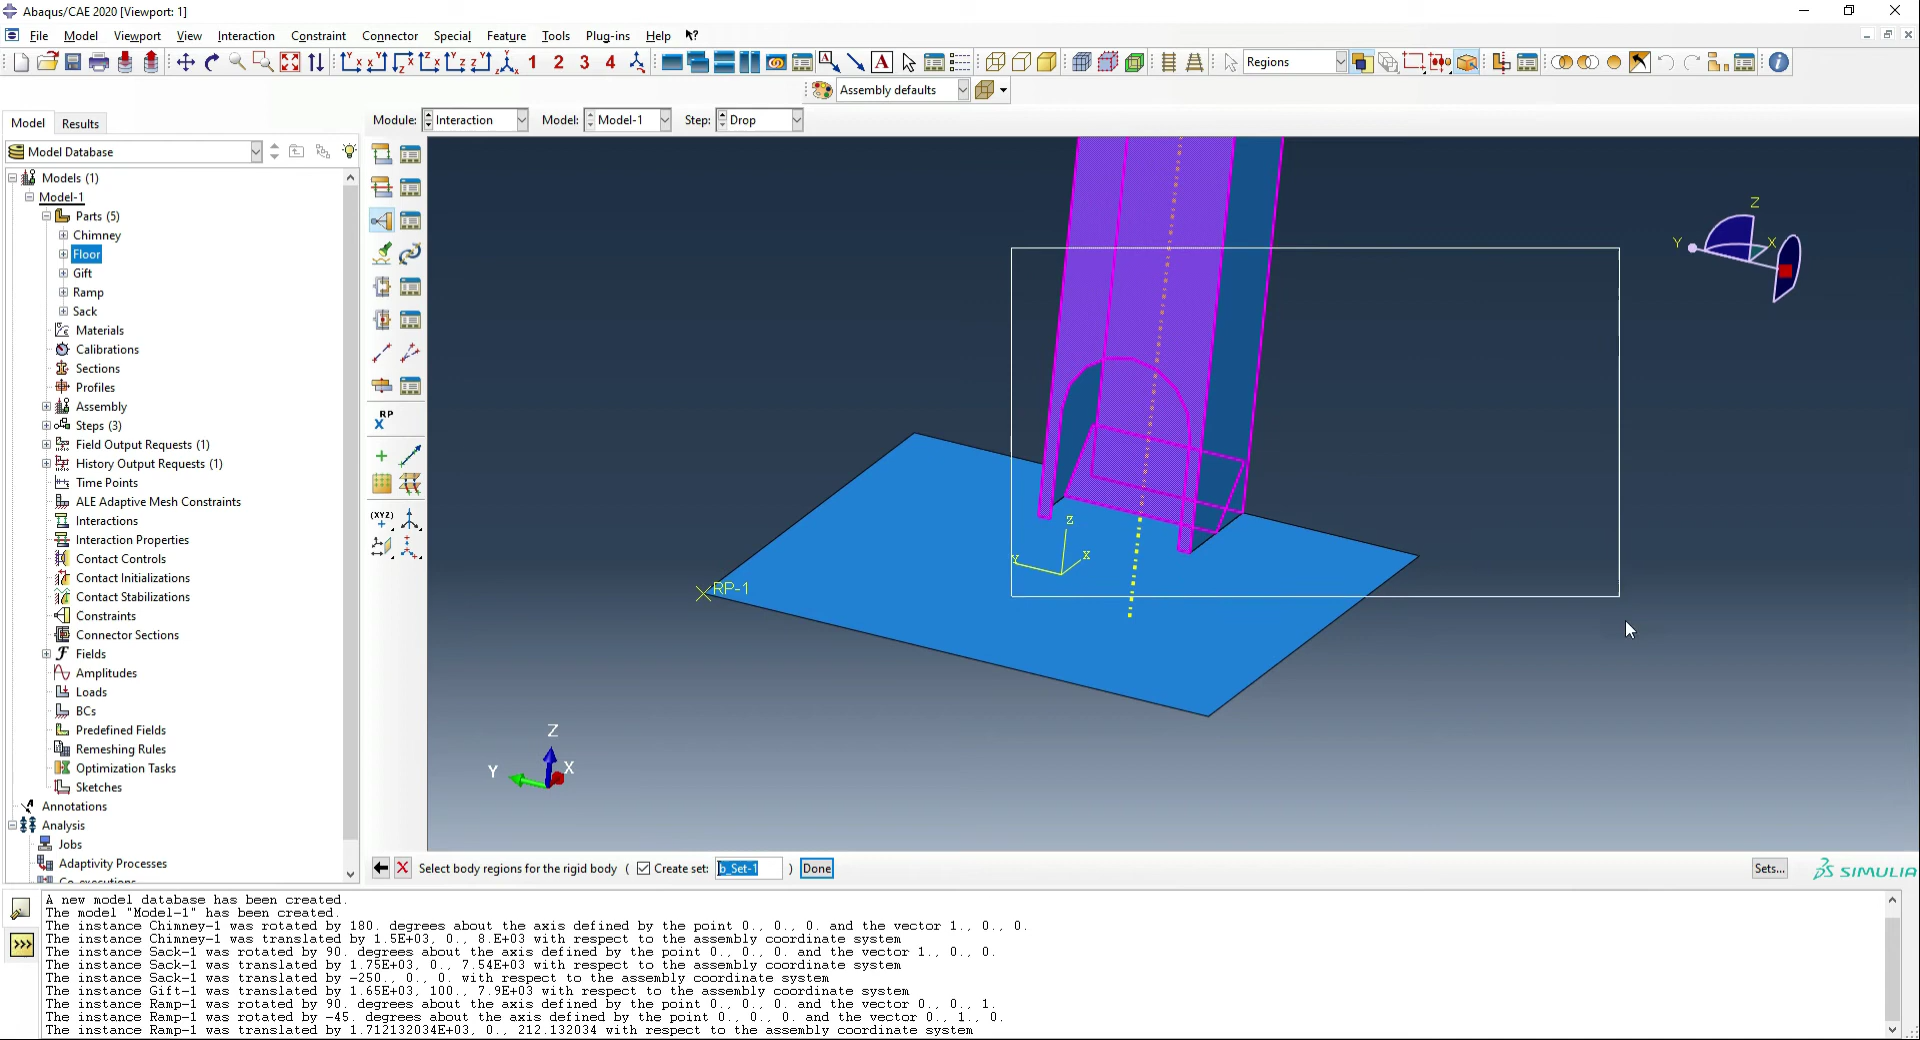 Abaqus/CAE 2020 [Viewport: 1]
File Model Viewport View Interaction Constraint Connector Special Feature Tools Plug-ins Help
1 2 3 4 Regions
Assembly defaults
Model Results
Module: Interaction Model: Model-1 Step: Drop
Model Database
Models (1)
Model-1
Parts (5)
Chimney
Floor
Gift
Ramp
Sack
Materials
Calibrations
Sections
Profiles
Assembly
Steps (3)
Field Output Requests (1)
History Output Requests (1)
Time Points
ALE Adaptive Mesh Constraints
Interactions
Interaction Properties
Contact Controls
Contact Initializations
Contact Stabilizations
Constraints
Connector Sections
Fields
Amplitudes
Loads
BCs
Predefined Fields
Remeshing Rules
Optimization Tasks
Sketches
Annotations
Analysis
Jobs
Adaptivity Processes
RP
(XYZ)
Z
Y X
Z
Y X
RP-1
Z
Y X
Select body regions for the rigid body ( Create set: b_Set-1 ) Done Sets... SIMULIA
A new model database has been created.
The model "Model-1" has been created.
The instance Chimney-1 was rotated by 180. degrees about the axis defined by the point 0., 0., 0. and the vector 1., 0., 0.
The instance Chimney-1 was translated by 1.5E+03, 0., 8.E+03 with respect to the assembly coordinate system
The instance Sack-1 was rotated by 90. degrees about the axis defined by the point 0., 0., 0. and the vector 1., 0., 0.
The instance Sack-1 was translated by 1.75E+03, 0., 7.54E+03 with respect to the assembly coordinate system
The instance Sack-1 was translated by -250., 0., 0. with respect to the assembly coordinate system
The instance Gift-1 was translated by 1.65E+03, 100., 7.9E+03 with respect to the assembly coordinate system
The instance Ramp-1 was rotated by 90. degrees about the axis defined by the point 0., 0., 0. and the vector 0., 0., 1.
The instance Ramp-1 was rotated by -45. degrees about the axis defined by the point 0., 0., 0. and the vector 0., 1., 0.
The instance Ramp-1 was translated by 1.712132034E+03, 0., 212.132034 with respect to the assembly coordinate system